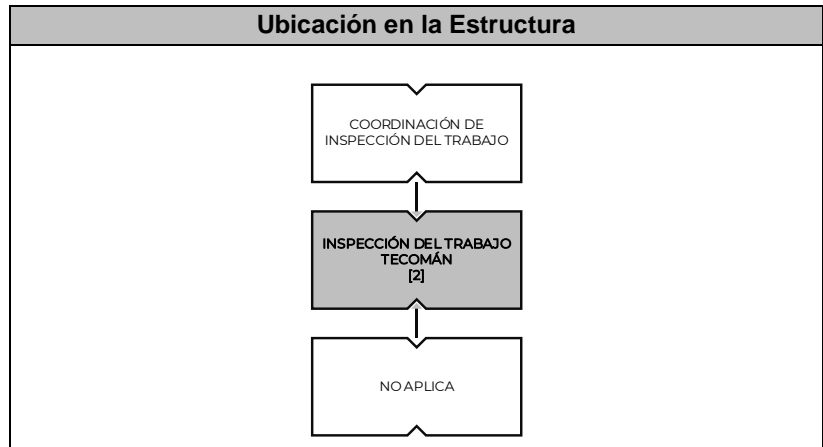 Ubicación en la Estructura
COORDINACIÓN DE
INSPECCIÓN DEL TRABAJO
INSPECCIÓN DEL TRABAJO
TECOMÁN
[2]
NO APLICA